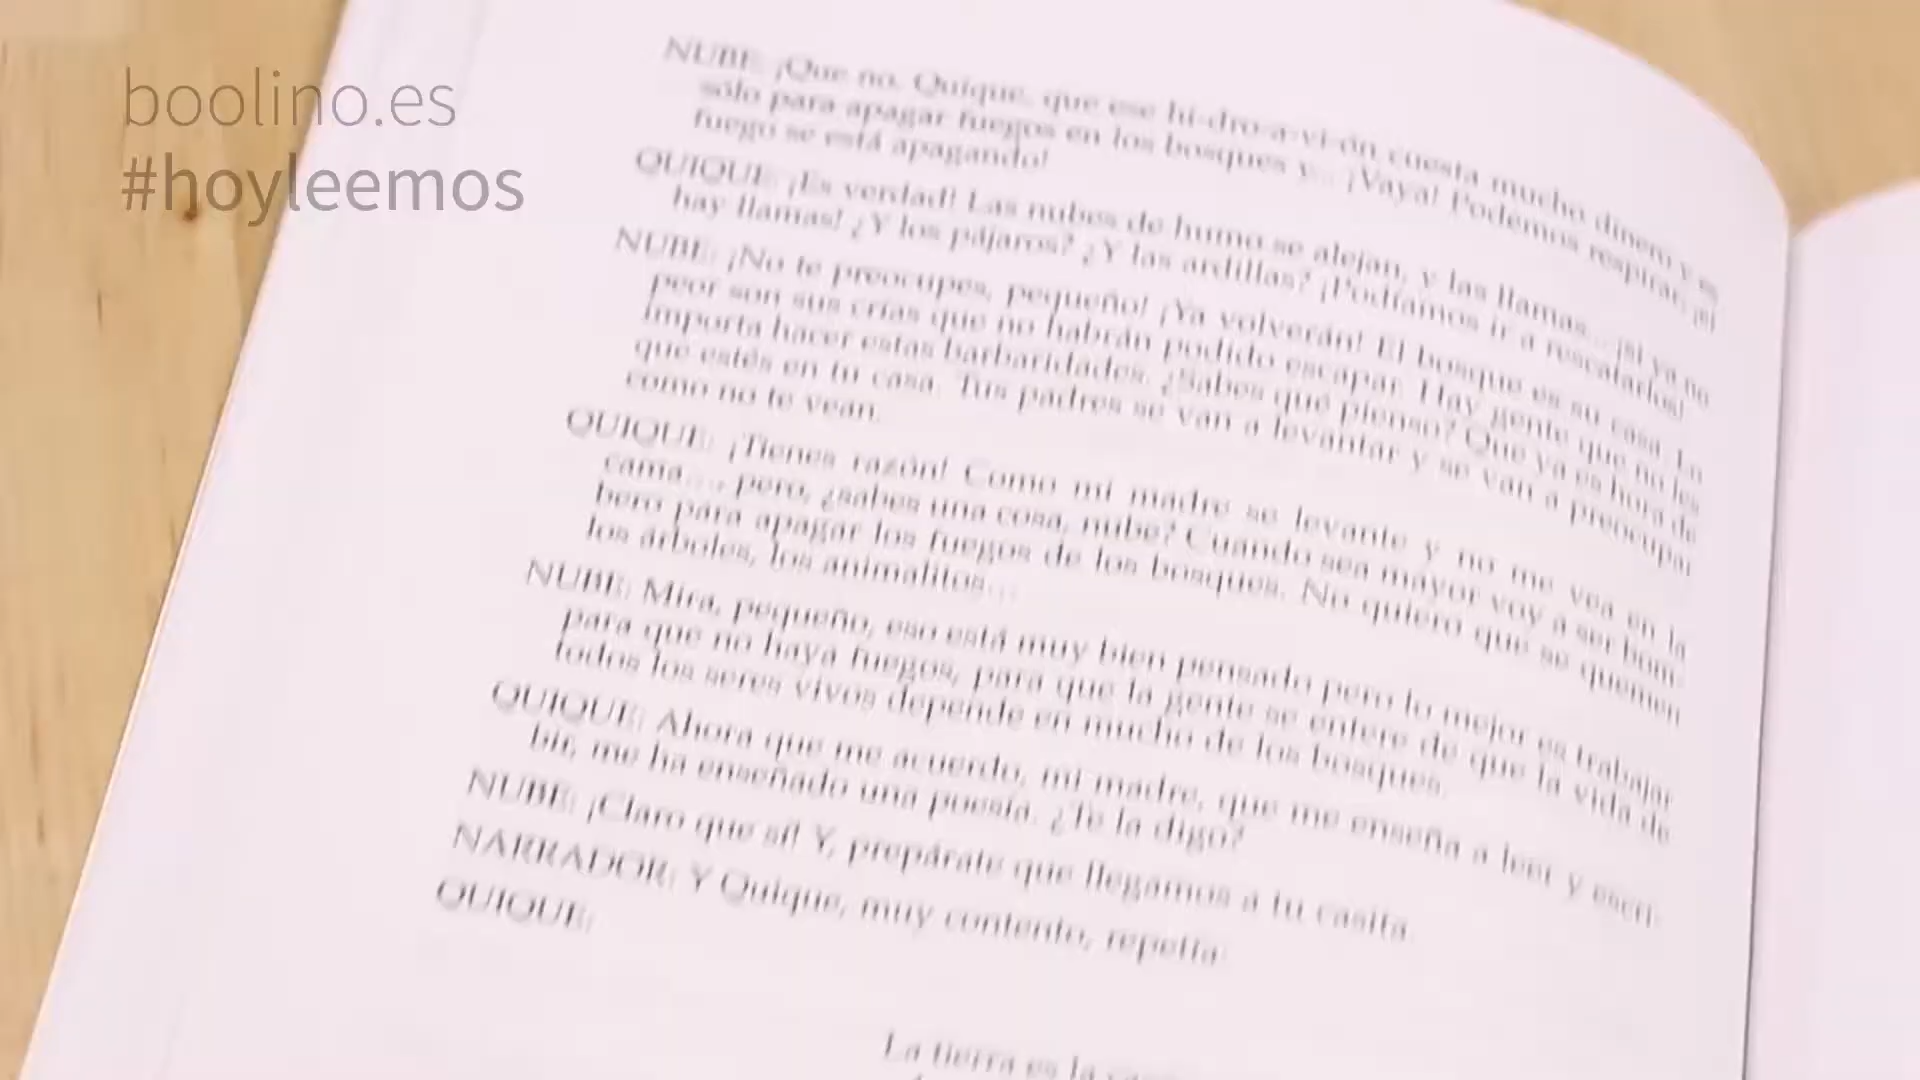 boolino.es
#hoyleemos
NUBE: ¡Que no, Quique, que ese hi-dro-a-vi-ón cuesta mucho dinero y es
sólo para apagar fuegos en los bosques y... ¡Vaya! Podemos respirar, ¡si
fuego se está apagando!
QUIQUE: ¡Es verdad! Las nubes de humo se alejan, y las llamas... ¡si ya no
hay llamas! ¿Y los pájaros? ¿Y las ardillas? ¡Podíamos ir a rescatarlos!
NUBE: ¡No te preocupes, pequeño! ¡Ya volverán! El bosque es su casa. Lo
peor son sus crías que no habrán podido escapar. Hay gente que no les
importa hacer estas barbaridades. ¿Sabes qué pienso? Que ya es hora de
que estés en tu casa. Tus padres se van a levantar y se van a preocupar
como no te vean.
QUIQUE: ¡Tienes razón! Como mi madre se levante y no me vea en la
cama..., pero, ¿sabes una cosa, nube? Cuando sea mayor voy a ser bom-
bero para apagar los fuegos de los bosques. No quiero que se quemen
los árboles, los animalitos...
NUBE: Mira, pequeño, eso está muy bien pensado pero lo mejor es trabajar
para que no haya fuegos, para que la gente se entere de que la vida de
todos los seres vivos depende en mucho de los bosques.
QUIQUE: Ahora que me acuerdo, mi madre, que me enseña a leer y escri-
bir, me ha enseñado una poesía. ¿Te la digo?
NUBE: ¡Claro que sí! Y, prepárate que llegamos a tu casita.
NARRADOR: Y Quique, muy contento, repetía:
QUIQUE:
La tierra es la